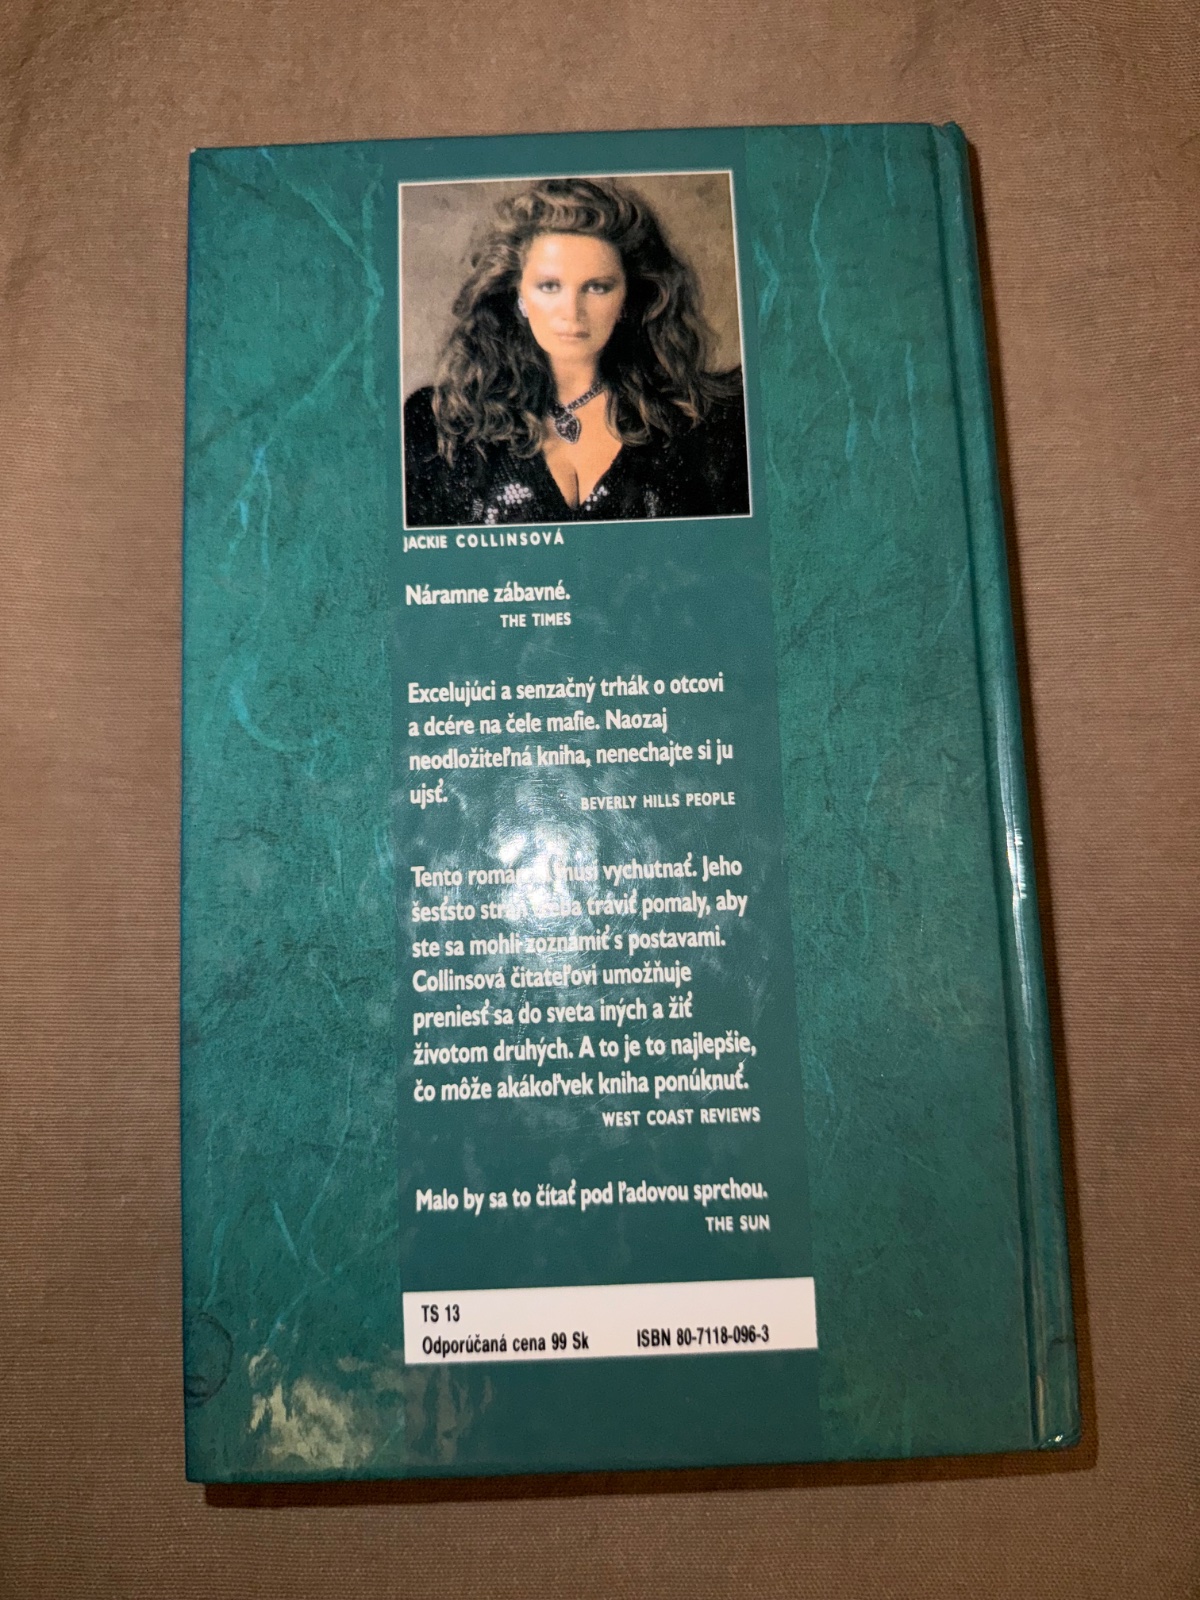 JACKIE COLLINSOVÁ
Náramne zábavné.
THE TIMES
Excelujúci a senzačný trhák o otcovi
a dcére na čele mafie. Naozaj
neodložiteľná kniha, nenechajte si ju
ujsť.
BEVERLY HILLS PEOPLE
Tento román musí vychutnať. Jeho
šesťsto strán treba tráviť pomaly, aby
ste sa mohli zoznámiť s postavami.
Collinsová čitateľovi umožňuje
preniesť sa do sveta iných a žiť
životom druhých. A to je to najlepšie,
čo môže akákoľvek kniha ponúknuť.
WEST COAST REVIEWS
Malo by sa to čítať pod ľadovou sprchou.
THE SUN
TS 13
Odporúčaná cena 99 Sk ISBN 80-7118-096-3